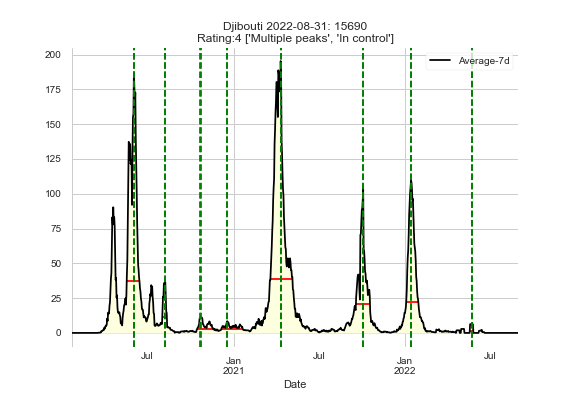 Djibouti 2022-08-31: 15690
Rating:4 ['Multiple peaks', 'In control']
Average-7d
200
175
150
125
100
75
50
25
0
Jul
Jan
2021
Jul
Jan
2022
Jul
Date